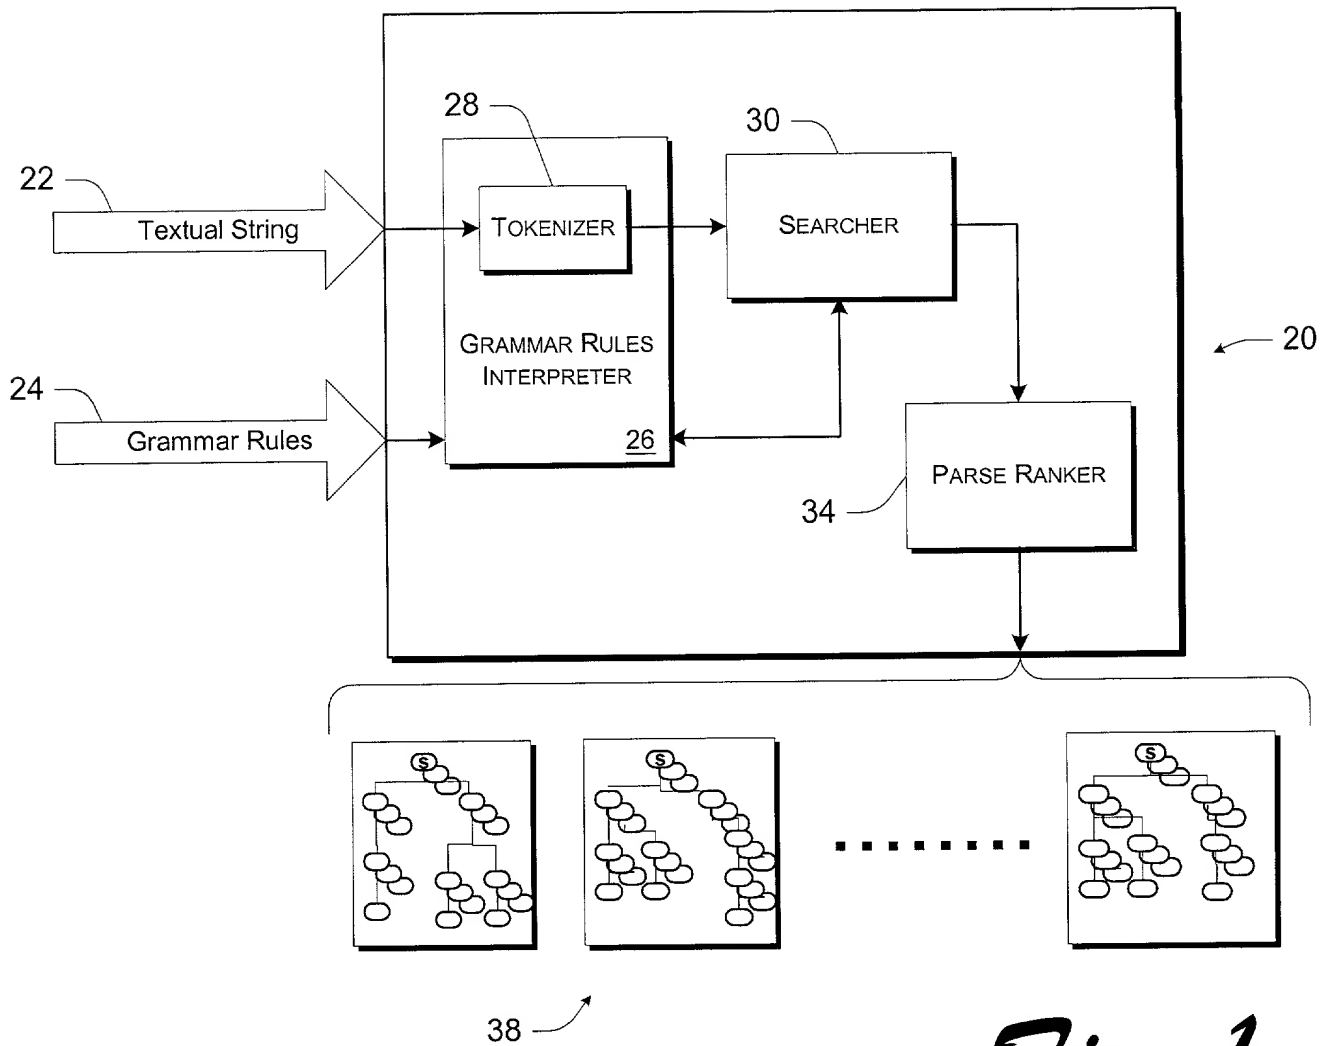 28
30
22
Textual String
TOKENIZER
SEARCHER
GRAMMAR RULES
INTERPRETER
20
24
Grammar Rules
26
PARSE RANKER
34
S
S
S
38
Fig. 1